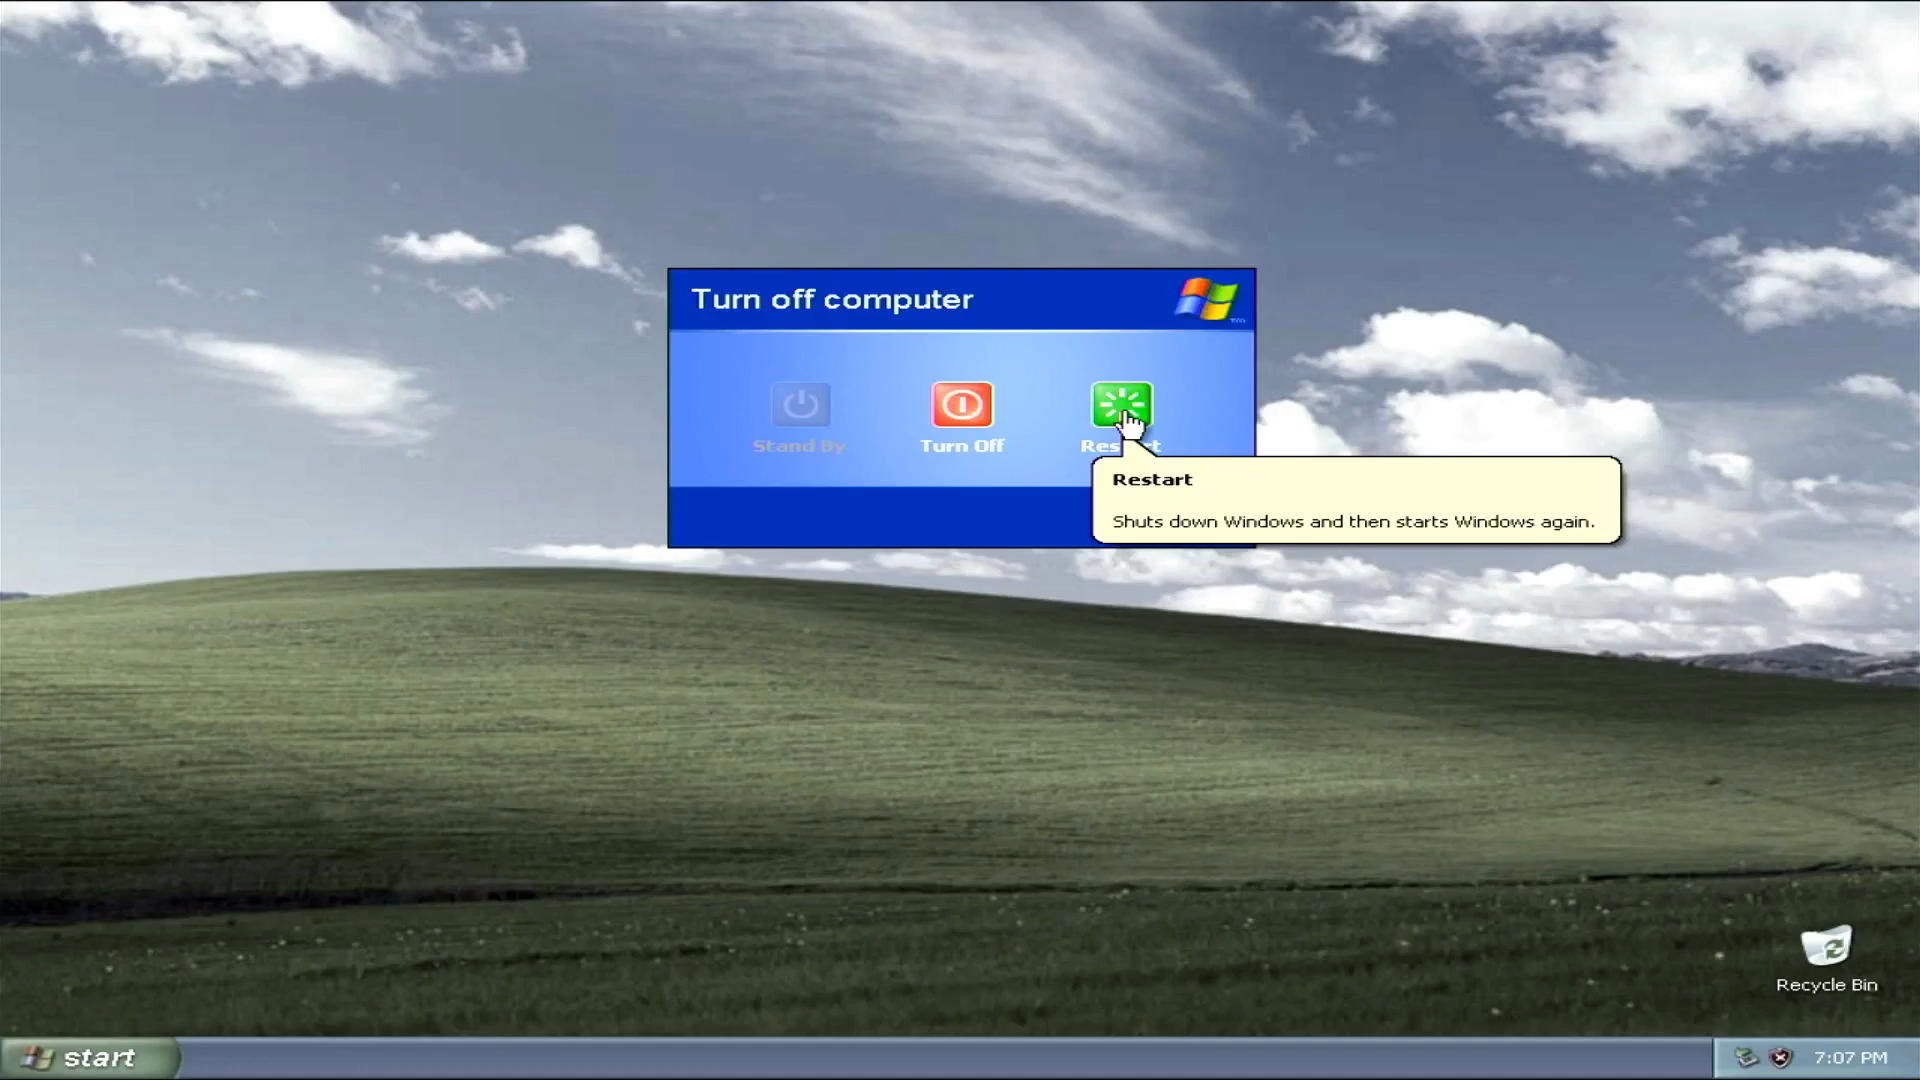 Turn off computer
TM
Stand By
Turn Off
Restart
Restart
Shuts down Windows and then starts Windows again.
Recycle Bin
start
7:07 PM